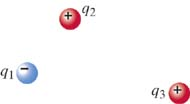 + q₂
q₁ −
q₃ +